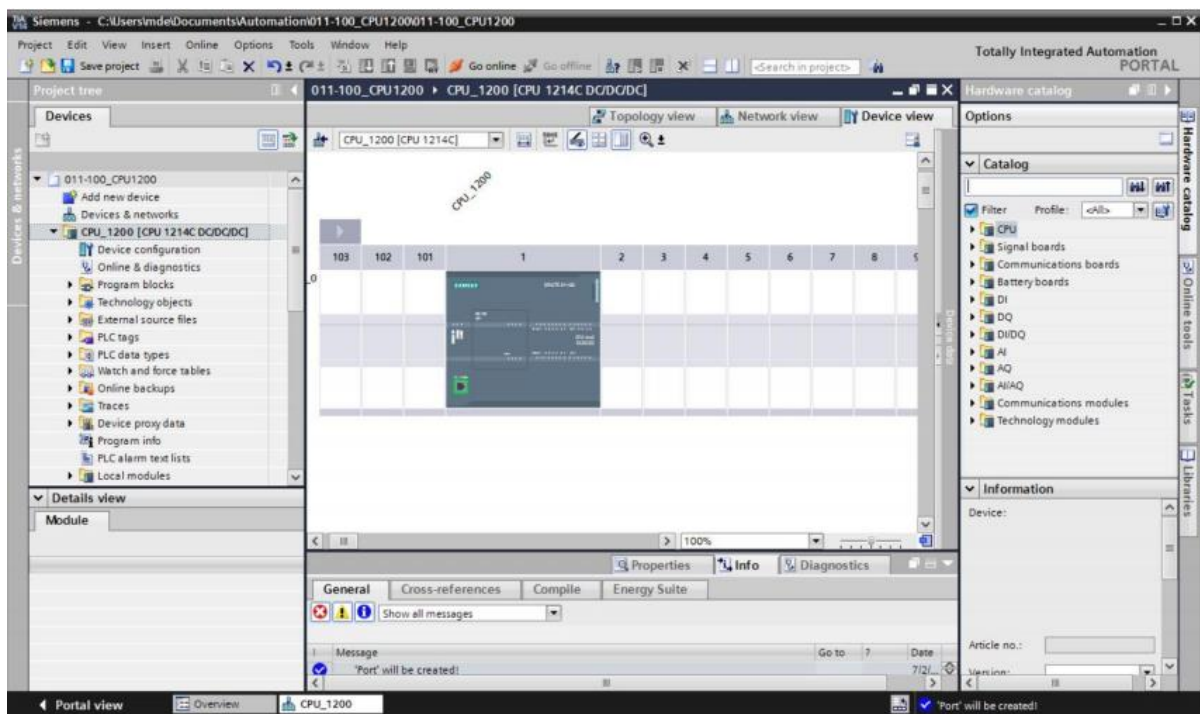 Siemens - C:\Users\mde\Documents\Automation\011-100_CPU1200\011-100_CPU1200
Project Edit View Insert Online Options Tools Window Help
Totally Integrated Automation
PORTAL
Save project Go online Go offline <Search in project>
Project tree
Devices
Devices & networks
011-100_CPU1200
Add new device
Devices & networks
CPU_1200 [CPU 1214C DC/DC/DC]
Device configuration
Online & diagnostics
Program blocks
Technology objects
External source files
PLC tags
PLC data types
Watch and force tables
Online backups
Traces
Device proxy data
Program info
PLC alarm text lists
Local modules
Details view
Module
011-100_CPU1200 CPU_1200 [CPU 1214C DC/DC/DC]
Topology view Network view Device view
CPU_1200 [CPU 1214C]
CPU_1200
103 102 101 1 2 3 4 5 6 7 8 9
_0
SIEMENS
Device data
100%
Properties Info Diagnostics
General Cross-references Compile Energy Suite
Show all messages
! Message Go to ? Date
'Port' will be created! 7/2/...
Hardware catalog
Options
Catalog
Filter Profile: <All>
CPU
Signal boards
Communications boards
Battery boards
DI
DQ
DI/DQ
AI
AQ
AI/AQ
Communications modules
Technology modules
Information
Device:
Article no.:
Version:
Hardware catalog
Online tools
Tasks
Libraries
Portal view Overview CPU_1200 'Port' will be created!